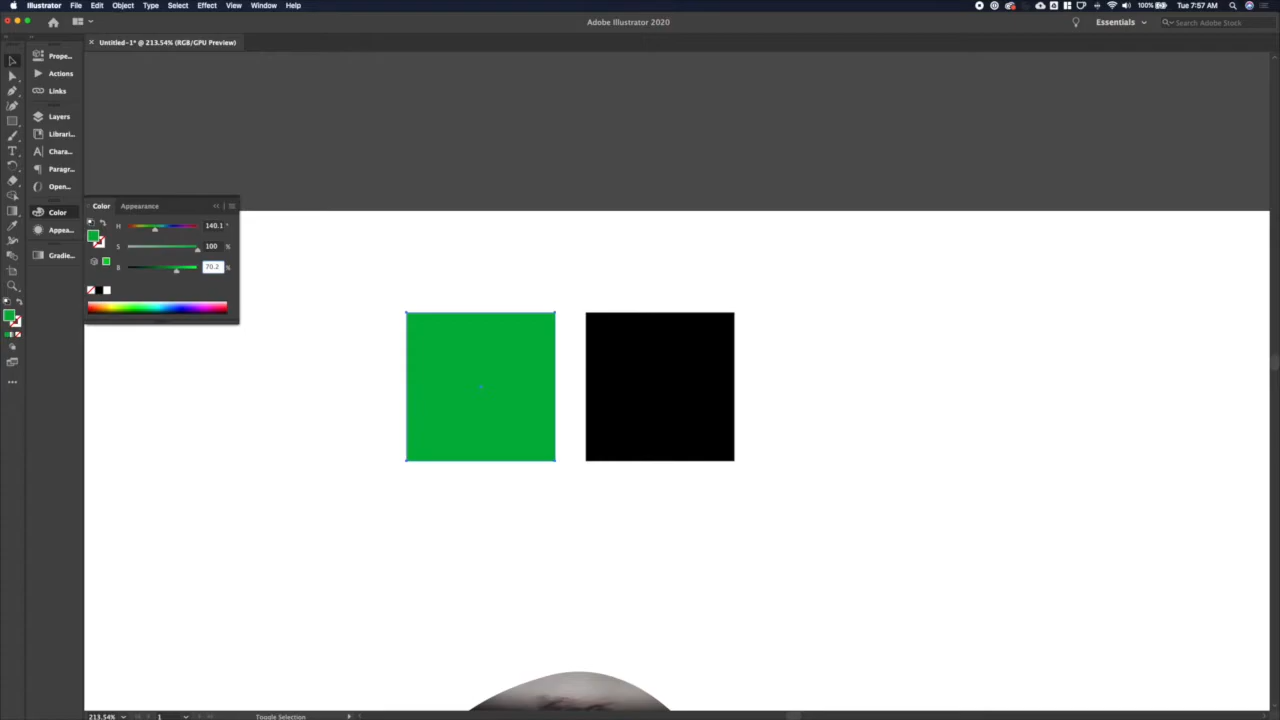 Illustrator File Edit Object Type Select Effect View Window Help 100% Tue 7:57 AM
Adobe Illustrator 2020
Essentials
Search Adobe Stock
× Untitled-1* @ 213.54% (RGB/GPU Preview)
Prope...
Actions
Links
Layers
Librari...
Chara...
Paragr...
Open...
Color
Appea...
Gradie...
Color Appearance
H 140.1 °
S 100 %
B 70.2 %
213.54% 1 Toggle Selection